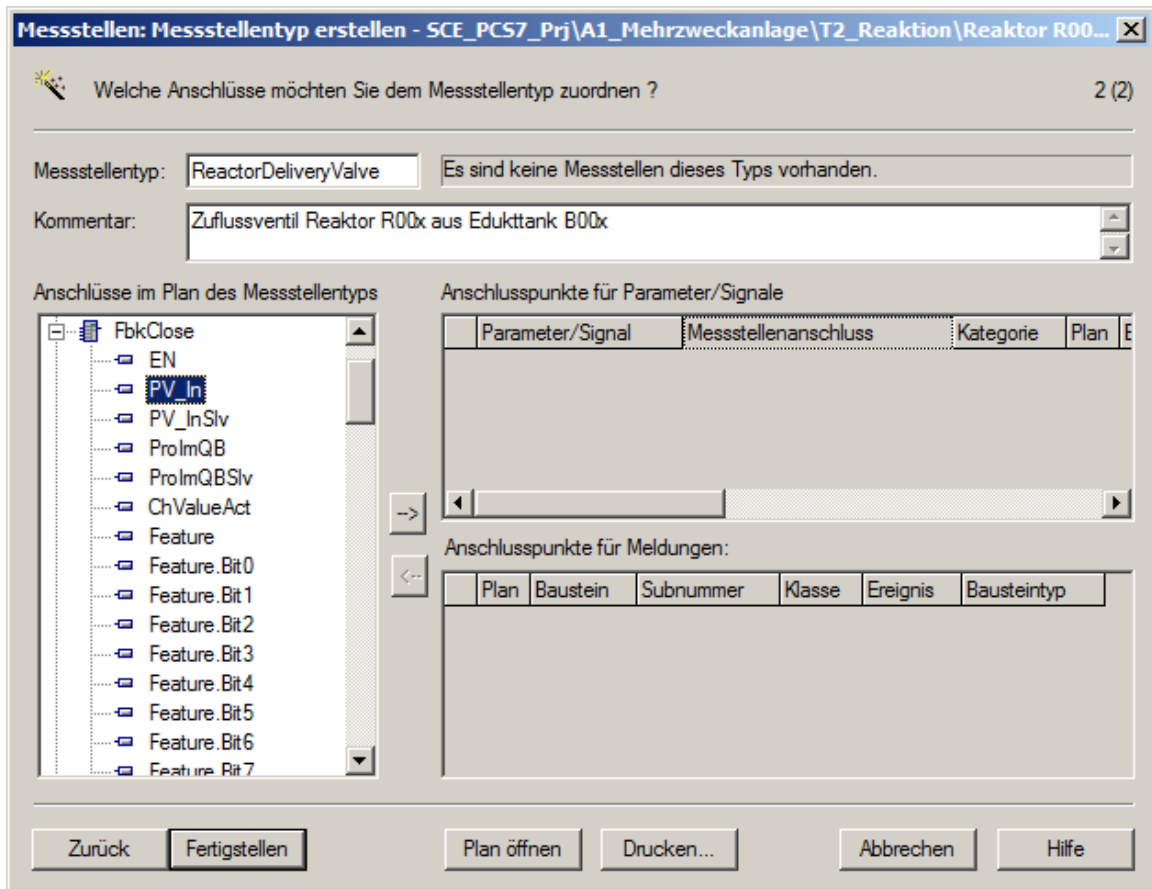 Messstellen: Messstellentyp erstellen - SCE_PCS7_Prj\A1_Mehrzweckanlage\T2_Reaktion\Reaktor R00...
Welche Anschlüsse möchten Sie dem Messstellentyp zuordnen ?
2 (2)
Messstellentyp:
ReactorDeliveryValve
Es sind keine Messstellen dieses Typs vorhanden.
Kommentar:
Zuflussventil Reaktor R00x aus Edukttank B00x
Anschlüsse im Plan des Messstellentyps
FbkClose
EN
PV_In
PV_InSlv
ProImQB
ProImQBSlv
ChValueAct
Feature
Feature.Bit0
Feature.Bit1
Feature.Bit2
Feature.Bit3
Feature.Bit4
Feature.Bit5
Feature.Bit6
Feature.Bit7
-->
<--
Anschlusspunkte für Parameter/Signale
Parameter/Signal Messstellenanschluss Kategorie Plan
Anschlusspunkte für Meldungen:
Plan Baustein Subnummer Klasse Ereignis Bausteintyp
Zurück Fertigstellen Plan öffnen Drucken... Abbrechen Hilfe